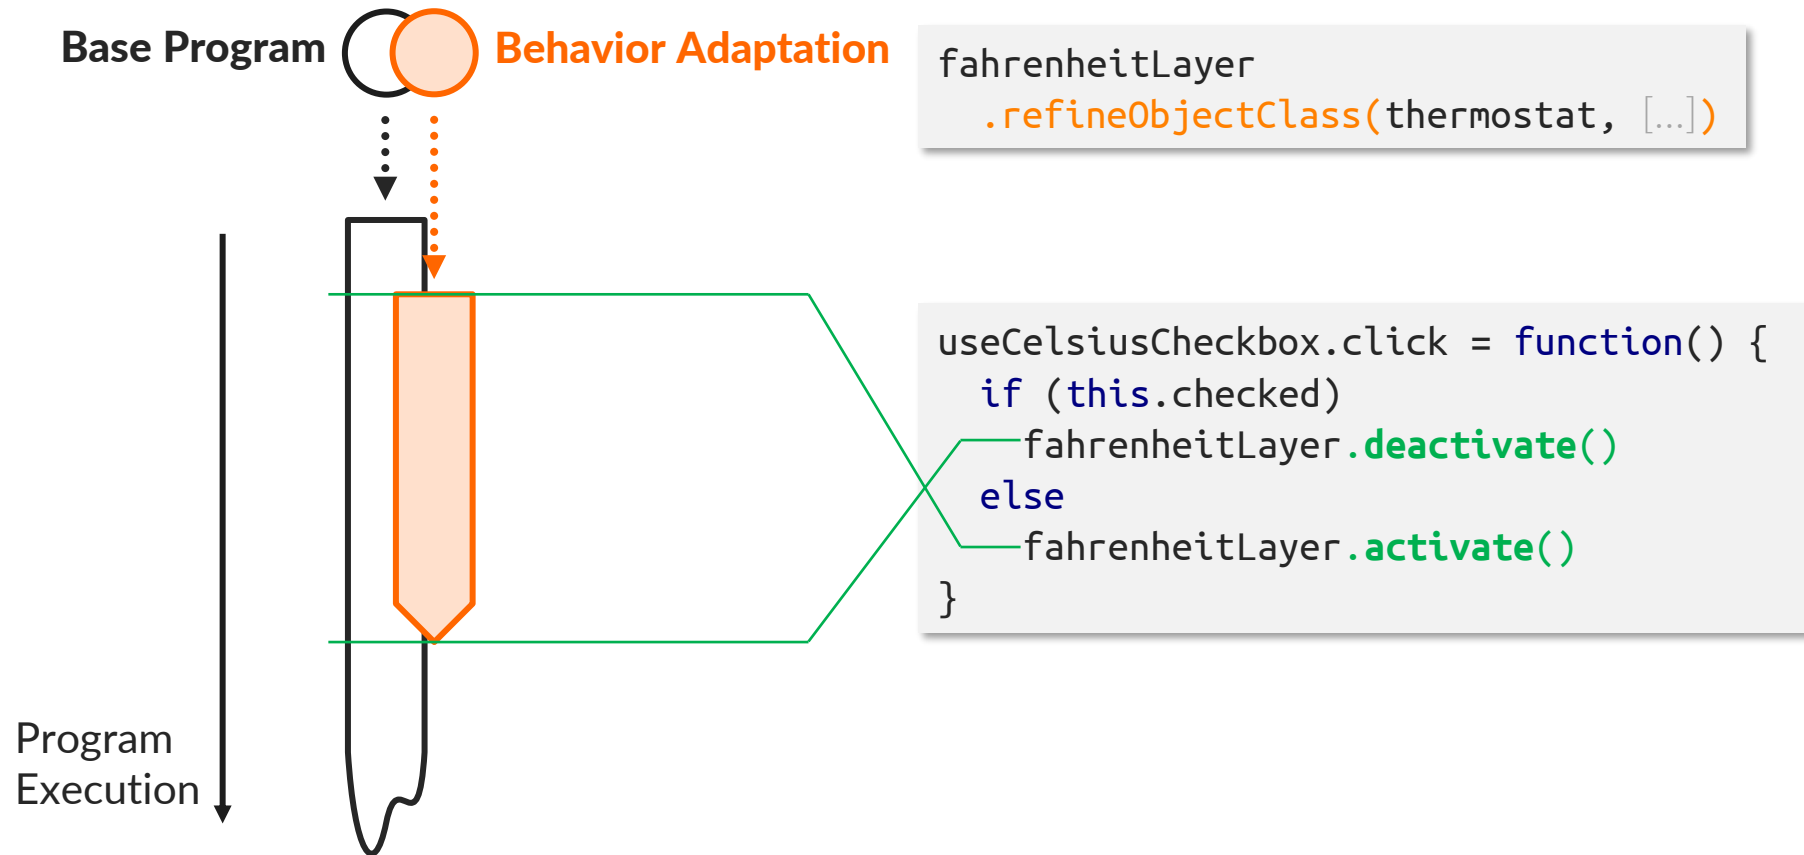 Base Program
Behavior Adaptation
fahrenheitLayer
.refineObjectClass(thermostat, [...])
useCelsiusCheckbox.click = function() {
if (this.checked)
fahrenheitLayer.deactivate()
else
fahrenheitLayer.activate()
}
Program
Execution